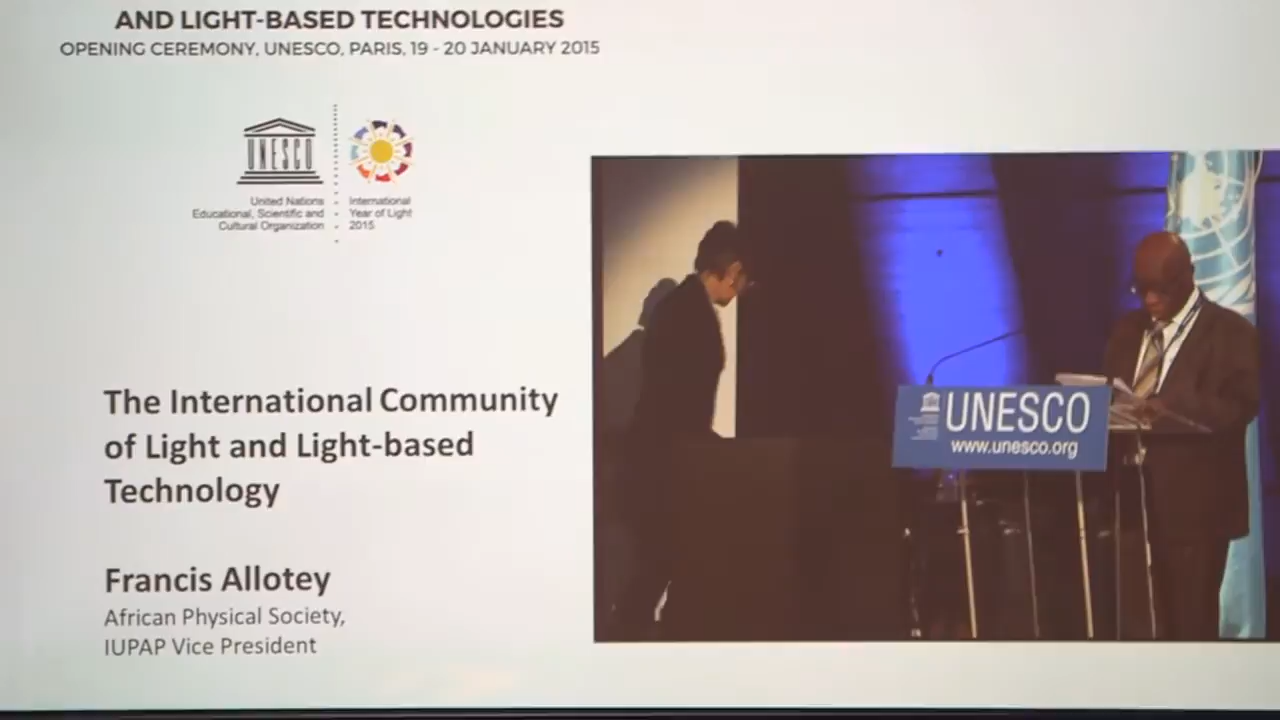 AND LIGHT-BASED TECHNOLOGIES
OPENING CEREMONY, UNESCO, PARIS, 19 - 20 JANUARY 2015
UNESCO
United Nations
Educational, Scientific and
Cultural Organization
International
Year of Light
2015
The International Community
of Light and Light-based
Technology
Francis Allotey
African Physical Society,
IUPAP Vice President
UNESCO
www.unesco.org